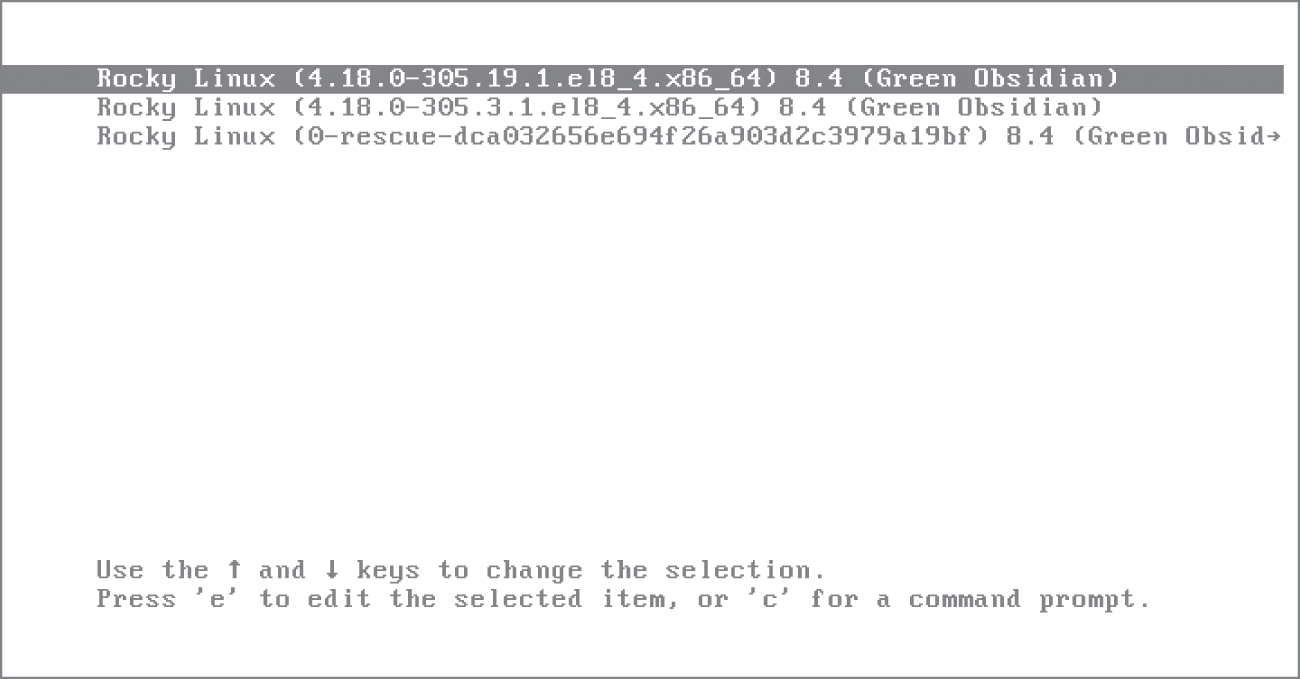 Rocky Linux (4.18.0-305.19.1.el8_4.x86_64) 8.4 (Green Obsidian)
Rocky Linux (4.18.0-305.3.1.el8_4.x86_64) 8.4 (Green Obsidian)
Rocky Linux (0-rescue-dca032656e694f26a903d2c3979a19bf) 8.4 (Green Obsid→
Use the ↑ and ↓ keys to change the selection.
Press 'e' to edit the selected item, or 'c' for a command prompt.